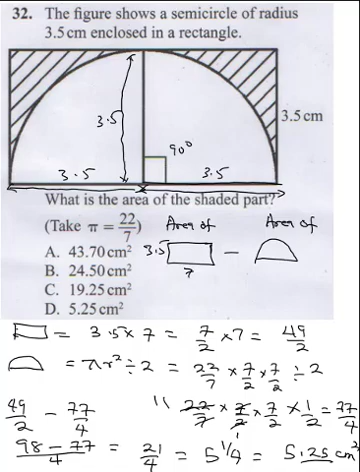 32. The figure shows a semicircle of radius
3.5 cm enclosed in a rectangle.
3.5
90°
3.5 cm
3.5
3.5
What is the area of the shaded part?
(Take π = 22/7) Area of Area of
A. 43.70 cm² 3.5 −
B. 24.50 cm² 7
C. 19.25 cm²
D. 5.25 cm²
= 3.5 × 7 = 7/2 × 7 = 49/2
= πr² ÷ 2 = 22/7 × 7/2 × 7/2 ÷ 2
49/2 − 77/4 " 22/7 × 7/2 × 7/2 × 1/2 = 77/4
98 − 77/4 = 21/4 = 5 1/4 = 5.25 cm²